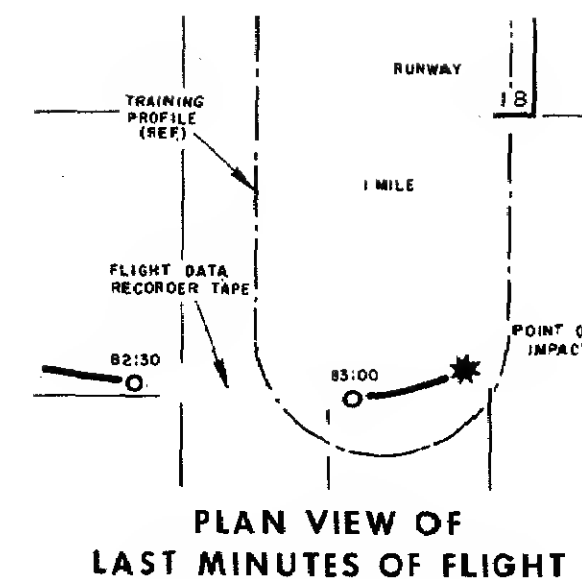 RUNWAY
18
TRAINING
PROFILE
(REF)
1 MILE
FLIGHT DATA
RECORDER TAPE
POINT O
IMPACT
82:30
83:00
PLAN VIEW OF
LAST MINUTES OF FLIGHT